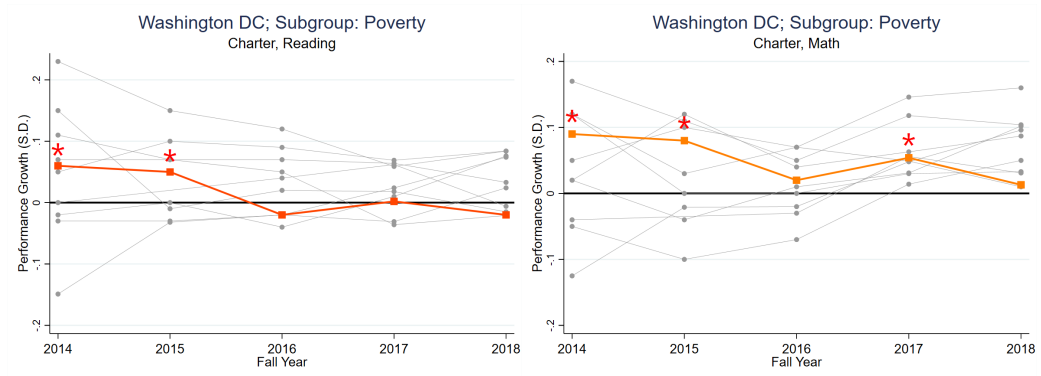 Washington DC; Subgroup: Poverty
Charter, Reading
Performance Growth (S.D.)
.2
.1
0
-.1
-.2
2014 2015 2016 2017 2018
Fall Year
Washington DC; Subgroup: Poverty
Charter, Math
Performance Growth (S.D.)
.2
.1
0
-.1
-.2
2014 2015 2016 2017 2018
Fall Year